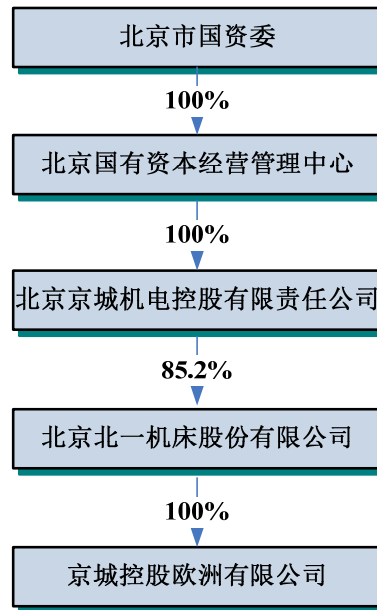 北京市国资委
100%
北京国有资本经营管理中心
100%
北京京城机电控股有限责任公司
85.2%
北京北一机床股份有限公司
100%
京城控股欧洲有限公司